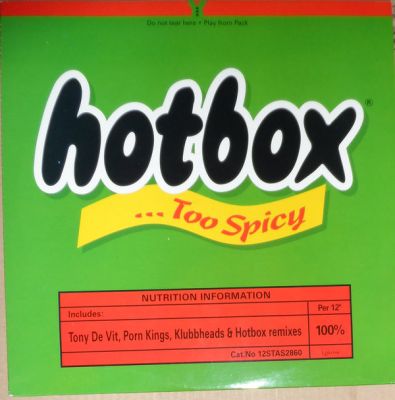 Do not tear here • Play from Pack
hotbox®
... Too Spicy
NUTRITION INFORMATION
Includes:
Per 12"
Tony De Vit, Porn Kings, Klubbheads & Hotbox remixes
100%
Cat.No 12STAS2860